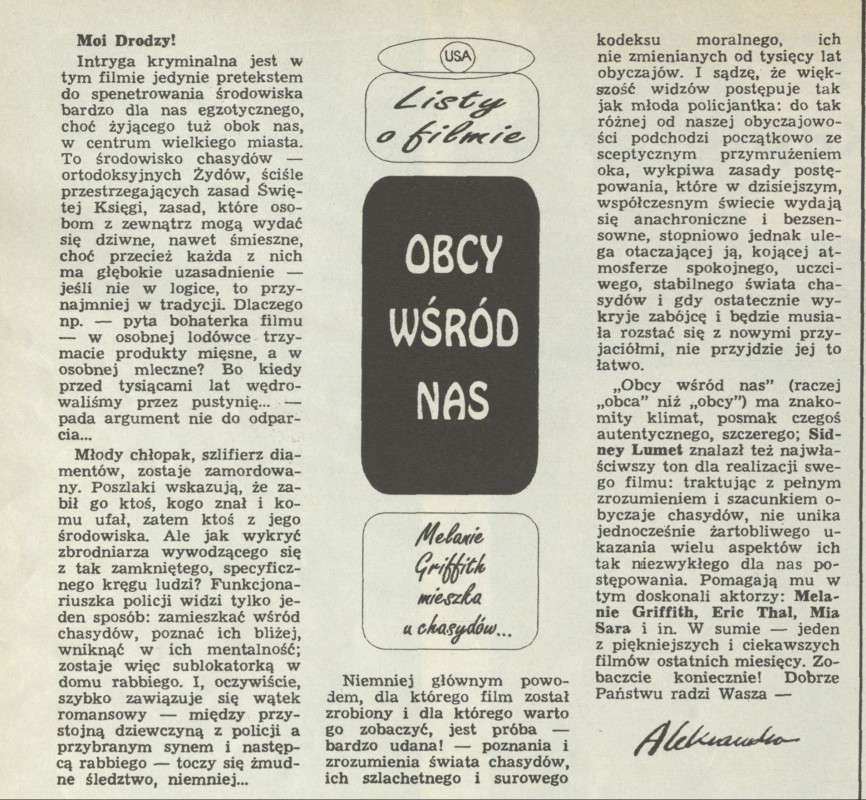 Moi Drodzy!
Intryga kryminalna jest w
tym filmie jedynie pretekstem
do spenetrowania środowiska
bardzo dla nas egzotycznego,
choć żyjącego tuż obok nas,
w centrum wielkiego miasta.
To środowisko chasydów —
ortodoksyjnych Żydów, ściśle
przestrzegających zasad Świę-
tej Księgi, zasad, które oso-
bom z zewnątrz mogą wydać
się dziwne, nawet śmieszne,
choć przecież każda z nich
ma głębokie uzasadnienie —
jeśli nie w logice, to przy-
najmniej w tradycji. Dlaczego
np. — pyta bohaterka filmu
— w osobnej lodówce trzy-
macie produkty mięsne, a w
osobnej mleczne? Bo kiedy
przed tysiącami lat wędro-
waliśmy przez pustynię... —
pada argument nie do odpar-
cia...
Młody chłopak, szlifierz dia-
mentów, zostaje zamordowa-
ny. Poszlaki wskazują, że za-
bił go ktoś, kogo znał i ko-
mu ufał, zatem ktoś z jego
środowiska. Ale jak wykryć
zbrodniarza wywodzącego się
z tak zamkniętego, specyficz-
nego kręgu ludzi? Funkcjona-
riuszka policji widzi tylko je-
den sposób: zamieszkać wśród
chasydów, poznać ich bliżej,
wniknąć w ich mentalność;
zostaje więc sublokatorką w
domu rabbiego. I, oczywiście,
szybko zawiązuje się wątek
romansowy — między przy-
stojną dziewczyną z policji a
przybranym synem i następ-
cą rabbiego — toczy się żmud-
ne śledztwo, niemniej...
USA
Listy
o filmie
OBCY
WŚRÓD
NAS
Melanie
Griffith
mieszka
u chasydów...
Niemniej głównym powo-
dem, dla którego film został
zrobiony i dla którego warto
go zobaczyć, jest próba —
bardzo udana! — poznania i
zrozumienia świata chasydów,
ich szlachetnego i surowego
kodeksu moralnego, ich
nie zmienianych od tysięcy lat
obyczajów. I sądzę, że więk-
szość widzów postępuje tak
jak młoda policjantka: do tak
różnej od naszej obyczajowo-
ści podchodzi początkowo ze
sceptycznym przymrużeniem
oka, wykpiwa zasady postę-
powania, które w dzisiejszym,
współczesnym świecie wydają
się anachroniczne i bezsen-
sowne, stopniowo jednak ule-
ga otaczającej ją, kojącej at-
mosferze spokojnego, uczci-
wego, stabilnego świata cha-
sydów i gdy ostatecznie wy-
kryje zabójcę i będzie musia-
ła rozstać się z nowymi przy-
jaciółmi, nie przyjdzie jej to
łatwo.
„Obcy wśród nas” (raczej
„obca” niż „obcy”) ma znako-
mity klimat, posmak czegoś
autentycznego, szczerego; Sid-
ney Lumet znalazł też najwła-
ściwszy ton dla realizacji swe-
go filmu: traktując z pełnym
zrozumieniem i szacunkiem o-
byczaje chasydów, nie unika
jednocześnie żartobliwego u-
kazania wielu aspektów ich
tak niezwykłego dla nas po-
stępowania. Pomagają mu w
tym doskonali aktorzy: Mela-
nie Griffith, Eric Thal, Mia
Sara i in. W sumie — jeden
z piękniejszych i ciekawszych
filmów ostatnich miesięcy. Zo-
baczcie koniecznie! Dobrze
Państwu radzi Wasza —
Aleksandra